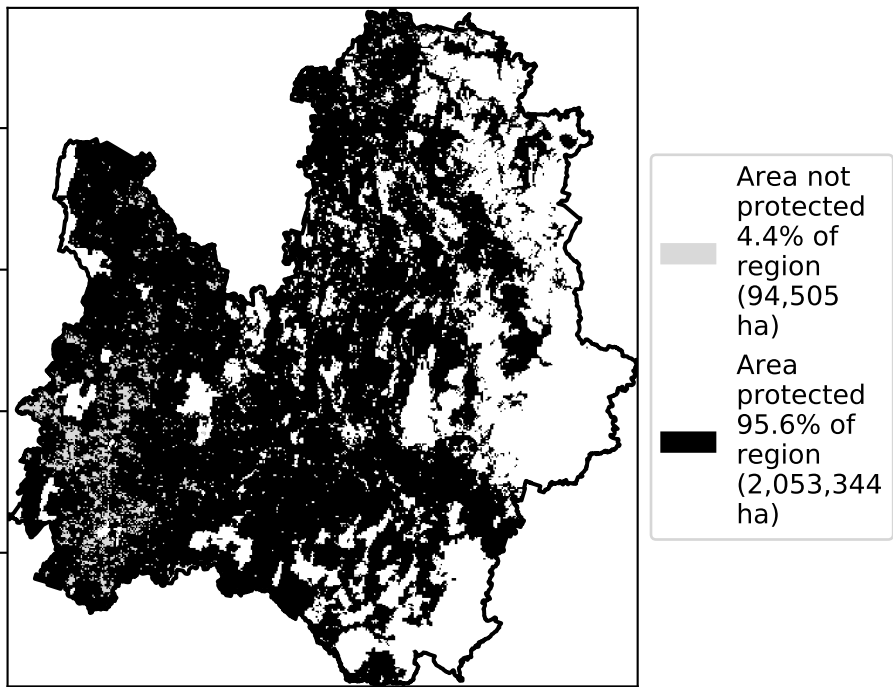 Area not
protected
4.4% of
region
(94,505
ha)
Area
protected
95.6% of
region
(2,053,344
ha)